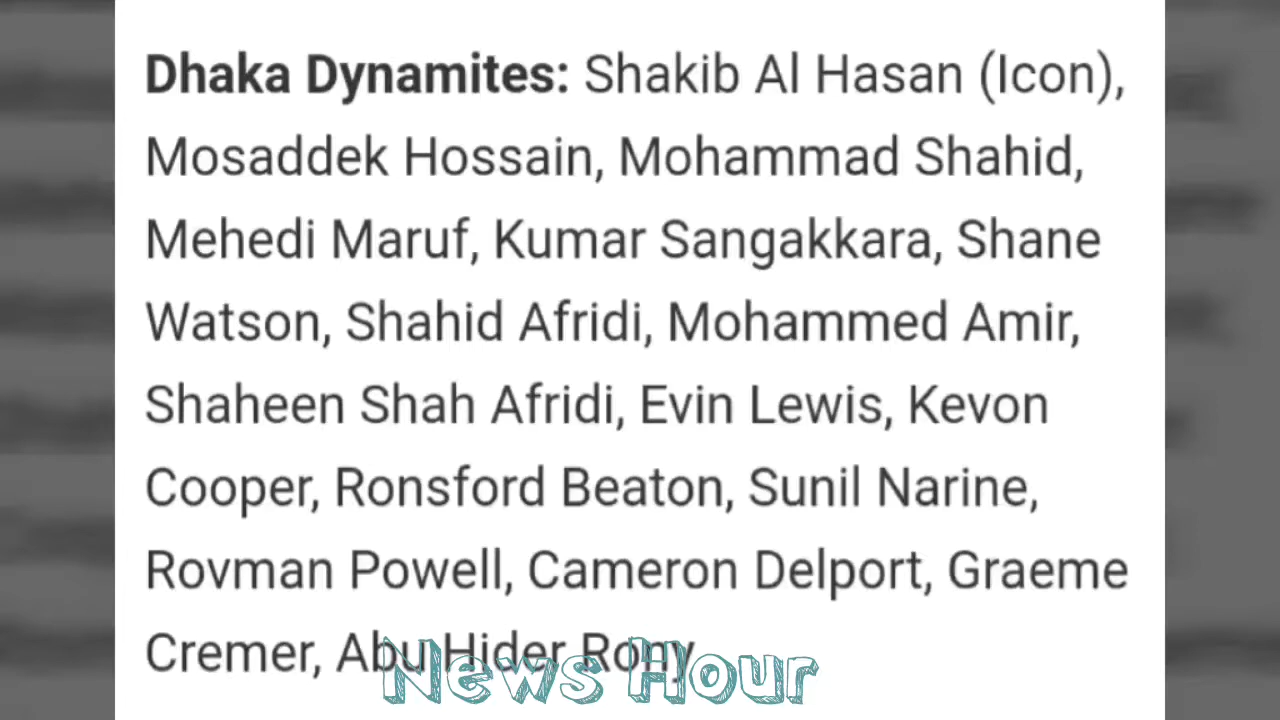 Dhaka Dynamites: Shakib Al Hasan (Icon),
Mosaddek Hossain, Mohammad Shahid,
Mehedi Maruf, Kumar Sangakkara, Shane
Watson, Shahid Afridi, Mohammed Amir,
Shaheen Shah Afridi, Evin Lewis, Kevon
Cooper, Ronsford Beaton, Sunil Narine,
Rovman Powell, Cameron Delport, Graeme
Cremer, Abu Hider Rony
News Hour